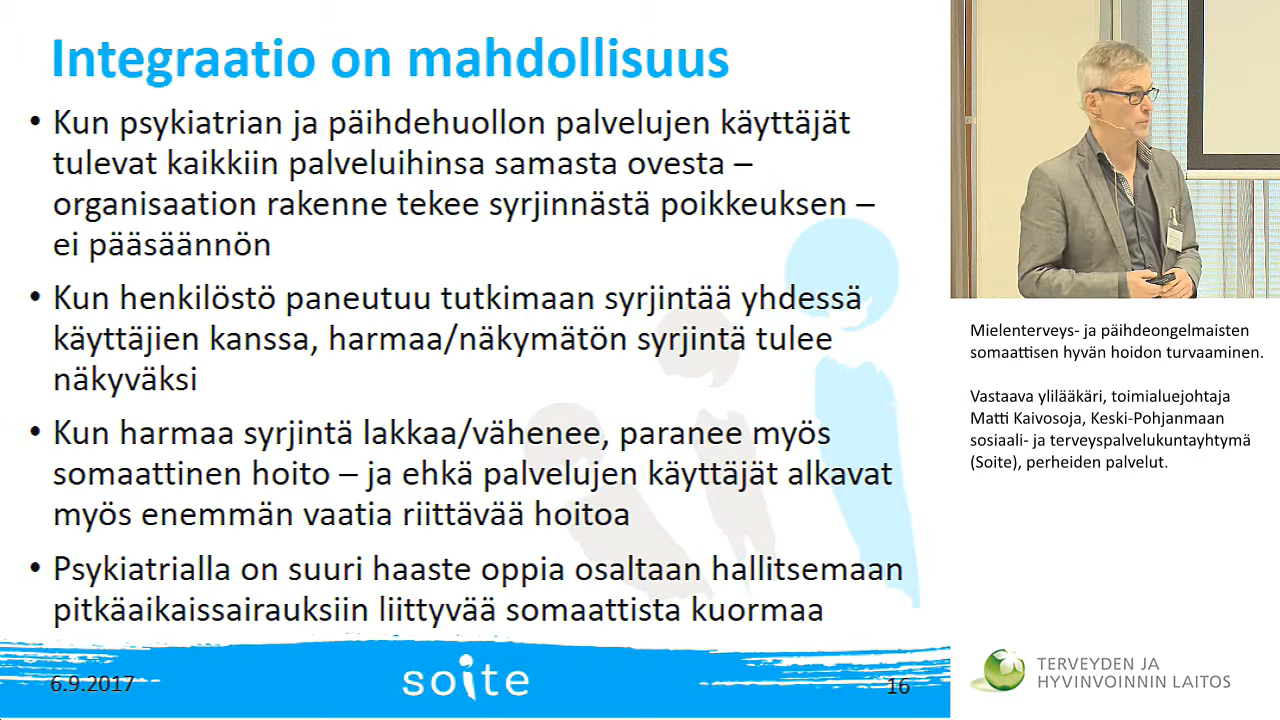 Integraatio on mahdollisuus
• Kun psykiatrian ja päihdehuollon palvelujen käyttäjät
tulevat kaikkiin palveluihinsa samasta ovesta –
organisaation rakenne tekee syrjinnästä poikkeuksen –
ei pääsäännön
• Kun henkilöstö paneutuu tutkimaan syrjintää yhdessä
käyttäjien kanssa, harmaa/näkymätön syrjintä tulee
näkyväksi
• Kun harmaa syrjintä lakkaa/vähenee, paranee myös
somaattinen hoito – ja ehkä palvelujen käyttäjät alkavat
myös enemmän vaatia riittävää hoitoa
• Psykiatrialla on suuri haaste oppia osaltaan hallitsemaan
pitkäaikaissairauksiin liittyvää somaattista kuormaa
6.9.2017
soite
16
Mielenterveys- ja päihdeongelmaisten
somaattisen hyvän hoidon turvaaminen.
Vastaava ylilääkäri, toimialuejohtaja
Matti Kaivosoja, Keski-Pohjanmaan
sosiaali- ja terveyspalvelukuntayhtymä
(Soite), perheiden palvelut.
TERVEYDEN JA
HYVINVOINNIN LAITOS